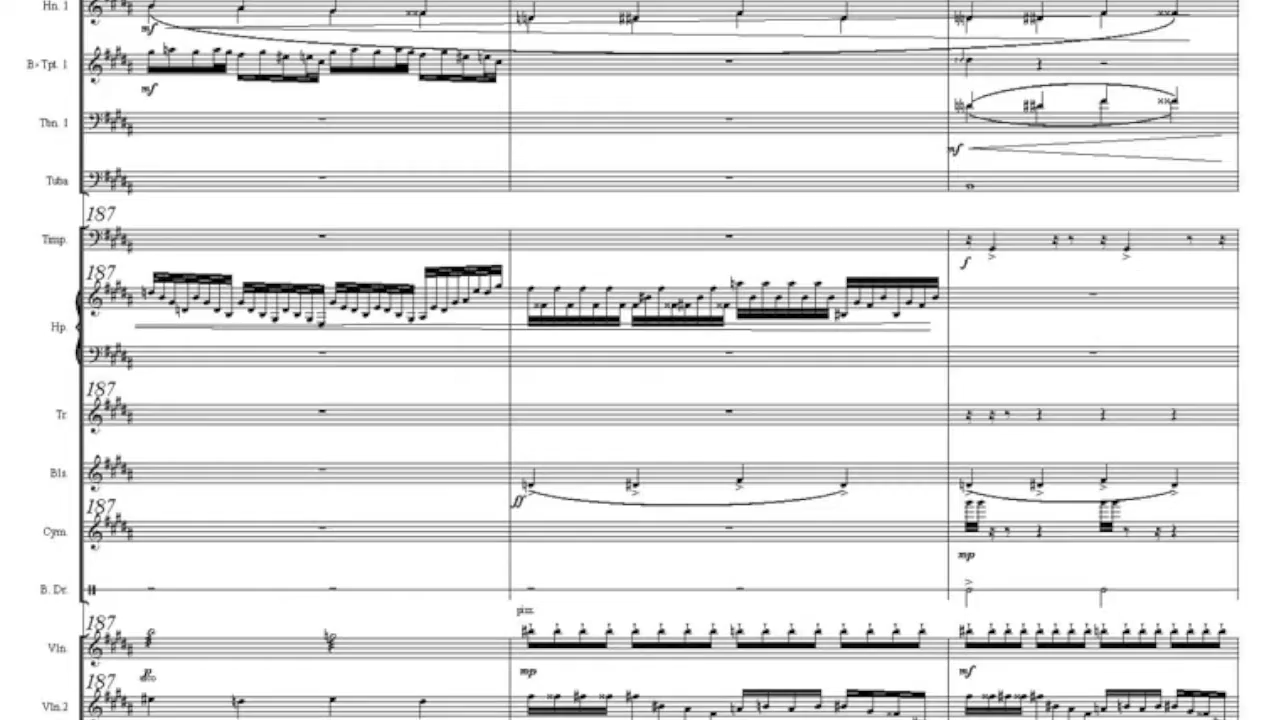 Hn. 1
mf
B♭ Tpt. 1
mf
Tbn. 1
mf
Tuba
187
Timp.
f
187
Hp.
187
Tr.
Bls.
ff
187
Cym.
mp
B. Dr.
187
pizz.
Vln.
mp
mf
187
Vln.2